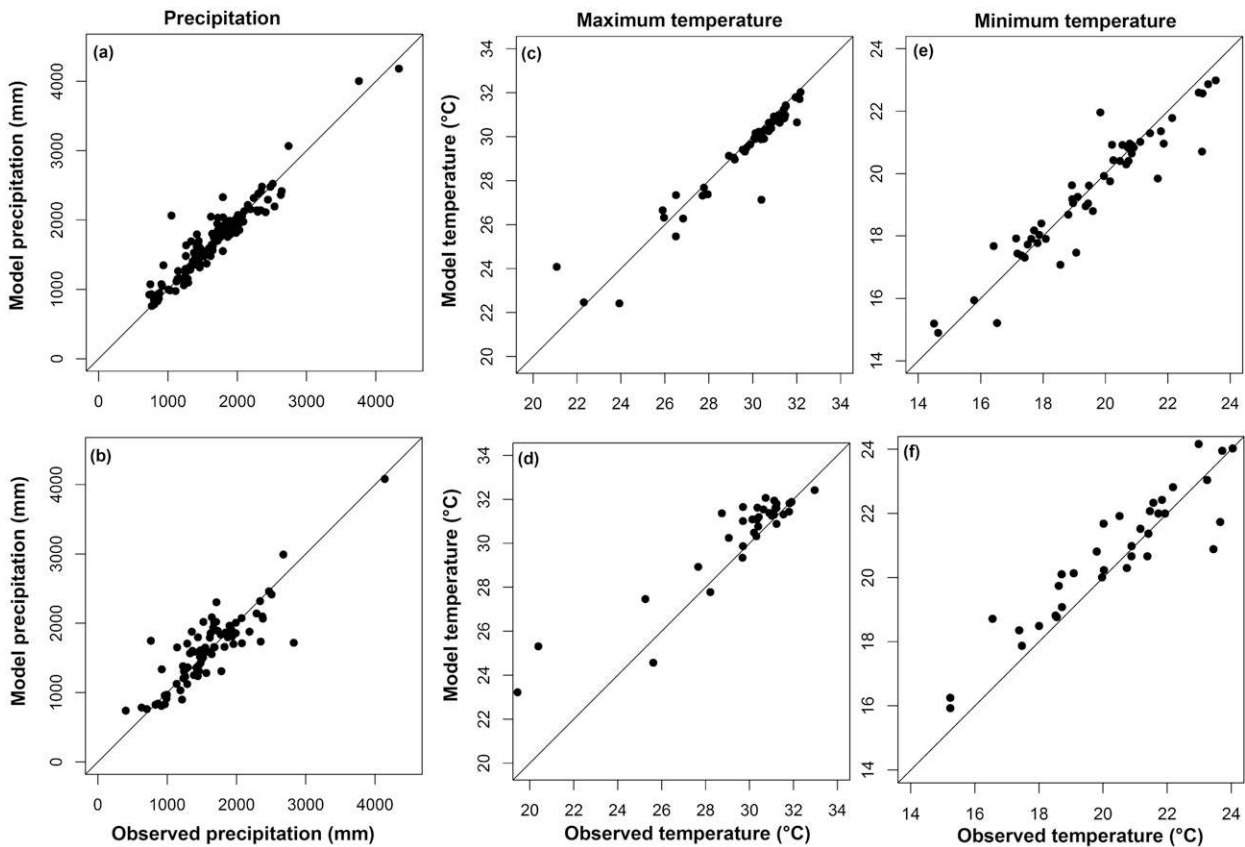 Precipitation
Maximum temperature
Minimum temperature
(a)
Model precipitation (mm)
0 1000 2000 3000 4000
0 1000 2000 3000 4000
(c)
Model temperature (°C)
20 22 24 26 28 30 32 34
20 22 24 26 28 30 32 34
(e)
14 16 18 20 22 24
14 16 18 20 22 24
(b)
Model precipitation (mm)
0 1000 2000 3000 4000
0 1000 2000 3000 4000
Observed precipitation (mm)
(d)
Model temperature (°C)
20 22 24 26 28 30 32 34
20 22 24 26 28 30 32 34
Observed temperature (°C)
(f)
14 16 18 20 22 24
14 16 18 20 22 24
Observed temperature (°C)